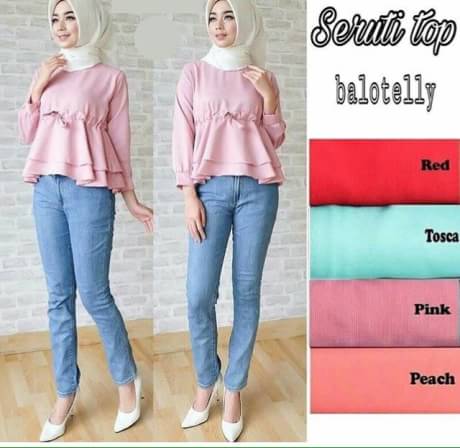 Seruti top
balotelly
Red
Tosca
Pink
Peach